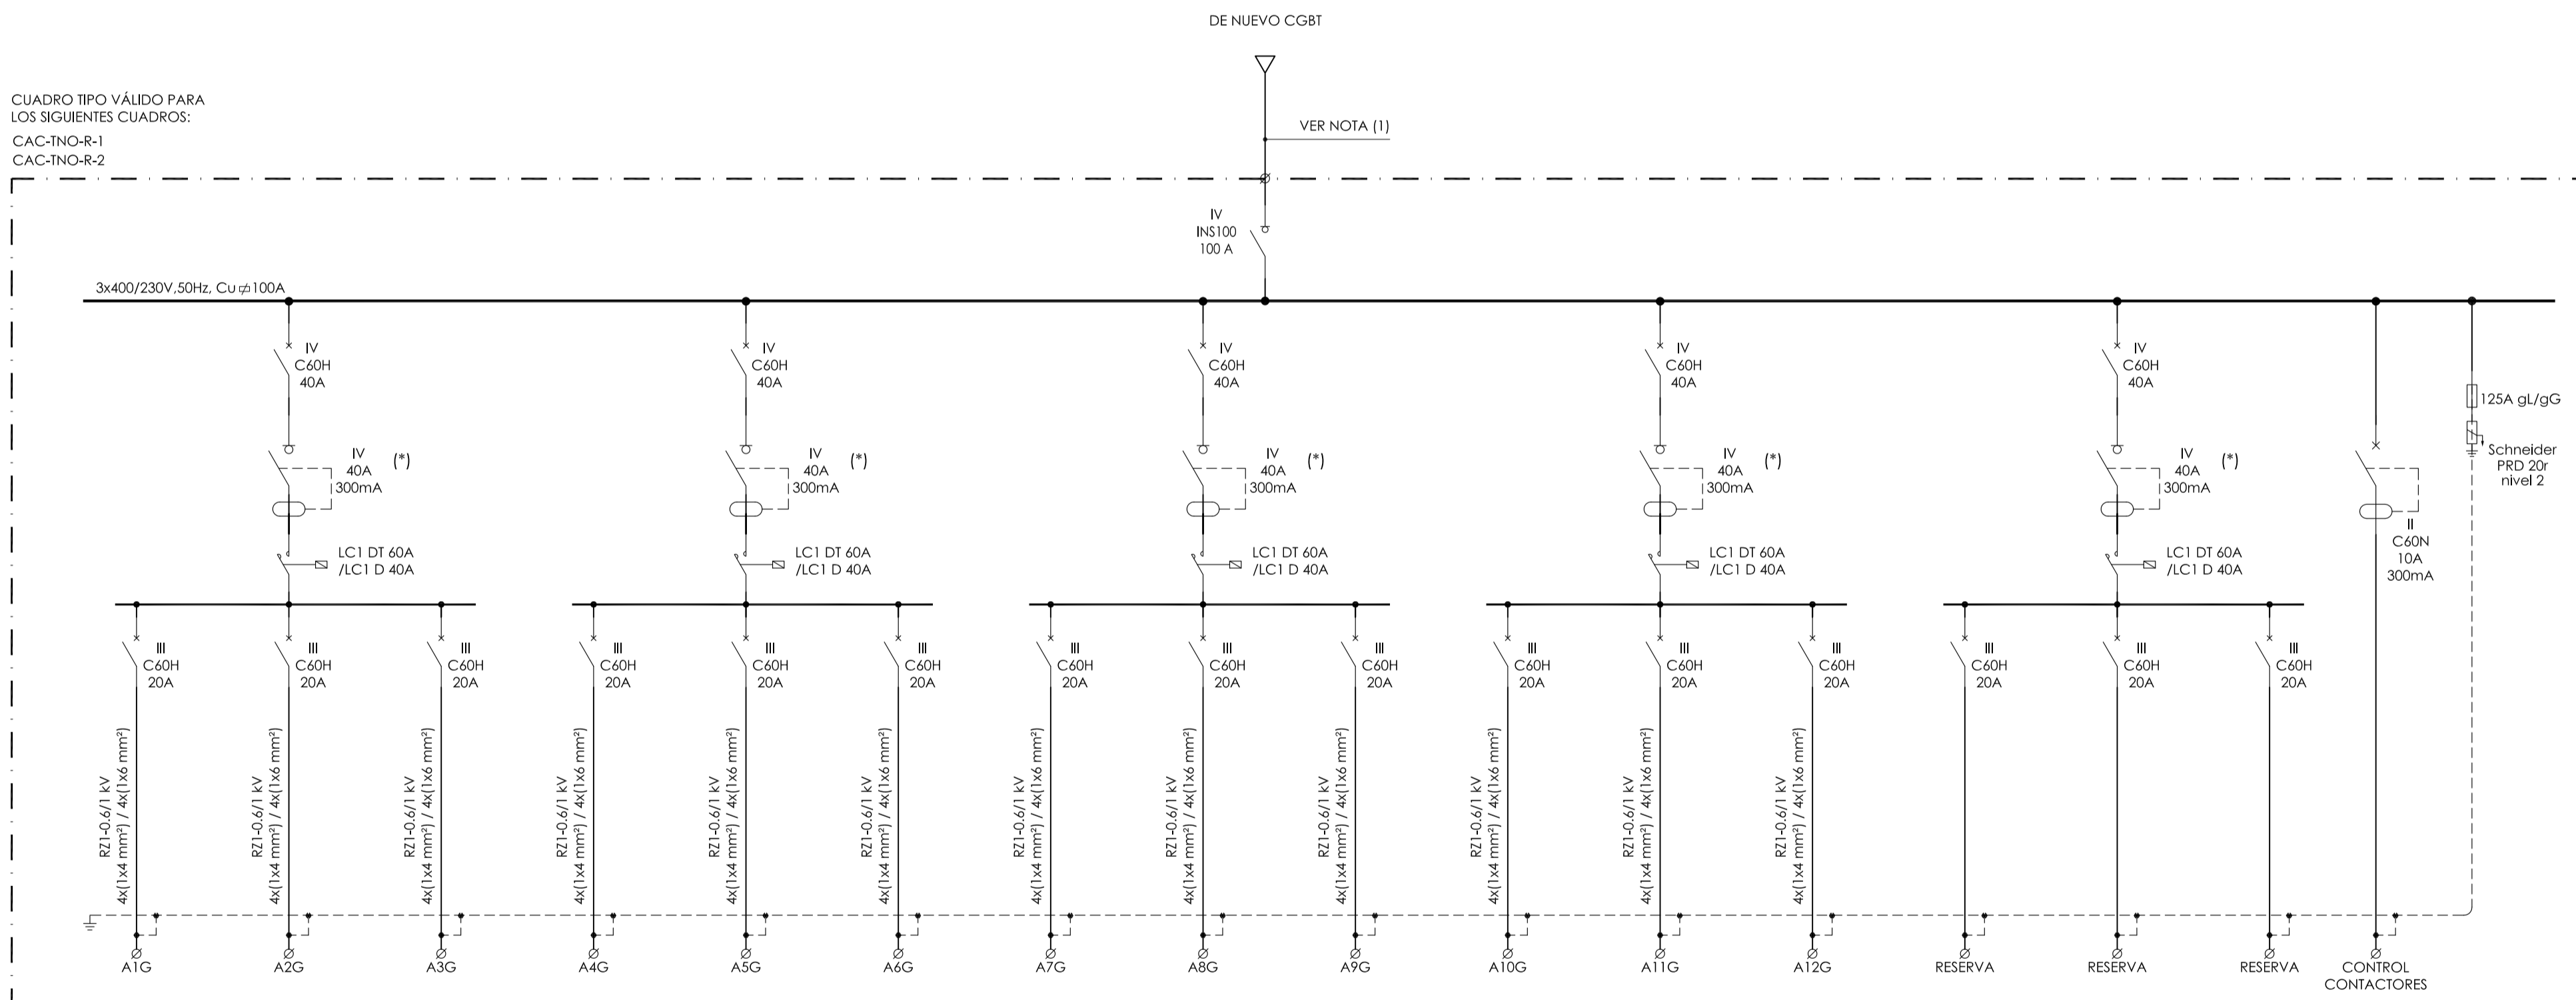 DE NUEVO CGBT
CUADRO TIPO VÁLIDO PARA
LOS SIGUIENTES CUADROS:
CAC-TNO-R-1
CAC-TNO-R-2
VER NOTA (1)
IV
INS100
100 A
3x400/230V,50Hz, Cu 100A
IV
C60H
40A
IV
C60H
40A
IV
C60H
40A
IV
C60H
40A
IV
C60H
40A
125A gL/gG
Schneider
PRD 20r
nivel 2
IV
40A (*)
300mA
IV
40A (*)
300mA
IV
40A (*)
300mA
IV
40A (*)
300mA
IV
40A (*)
300mA
II
C60N
10A
300mA
LC1 DT 60A
/LC1 D 40A
LC1 DT 60A
/LC1 D 40A
LC1 DT 60A
/LC1 D 40A
LC1 DT 60A
/LC1 D 40A
LC1 DT 60A
/LC1 D 40A
III
C60H
20A
III
C60H
20A
III
C60H
20A
III
C60H
20A
III
C60H
20A
III
C60H
20A
III
C60H
20A
III
C60H
20A
III
C60H
20A
III
C60H
20A
III
C60H
20A
III
C60H
20A
III
C60H
20A
III
C60H
20A
III
C60H
20A
RZ1-0.6/1 kV
4x(1x4 mm²) / 4x(1x6 mm²)
RZ1-0.6/1 kV
4x(1x4 mm²) / 4x(1x6 mm²)
RZ1-0.6/1 kV
4x(1x4 mm²) / 4x(1x6 mm²)
RZ1-0.6/1 kV
4x(1x4 mm²) / 4x(1x6 mm²)
RZ1-0.6/1 kV
4x(1x4 mm²) / 4x(1x6 mm²)
RZ1-0.6/1 kV
4x(1x4 mm²) / 4x(1x6 mm²)
RZ1-0.6/1 kV
4x(1x4 mm²) / 4x(1x6 mm²)
RZ1-0.6/1 kV
4x(1x4 mm²) / 4x(1x6 mm²)
RZ1-0.6/1 kV
4x(1x4 mm²) / 4x(1x6 mm²)
RZ1-0.6/1 kV
4x(1x4 mm²) / 4x(1x6 mm²)
RZ1-0.6/1 kV
4x(1x4 mm²) / 4x(1x6 mm²)
RZ1-0.6/1 kV
4x(1x4 mm²) / 4x(1x6 mm²)
A1G
A2G
A3G
A4G
A5G
A6G
A7G
A8G
A9G
A10G
A11G
A12G
RESERVA
RESERVA
RESERVA
CONTROL
CONTACTORES